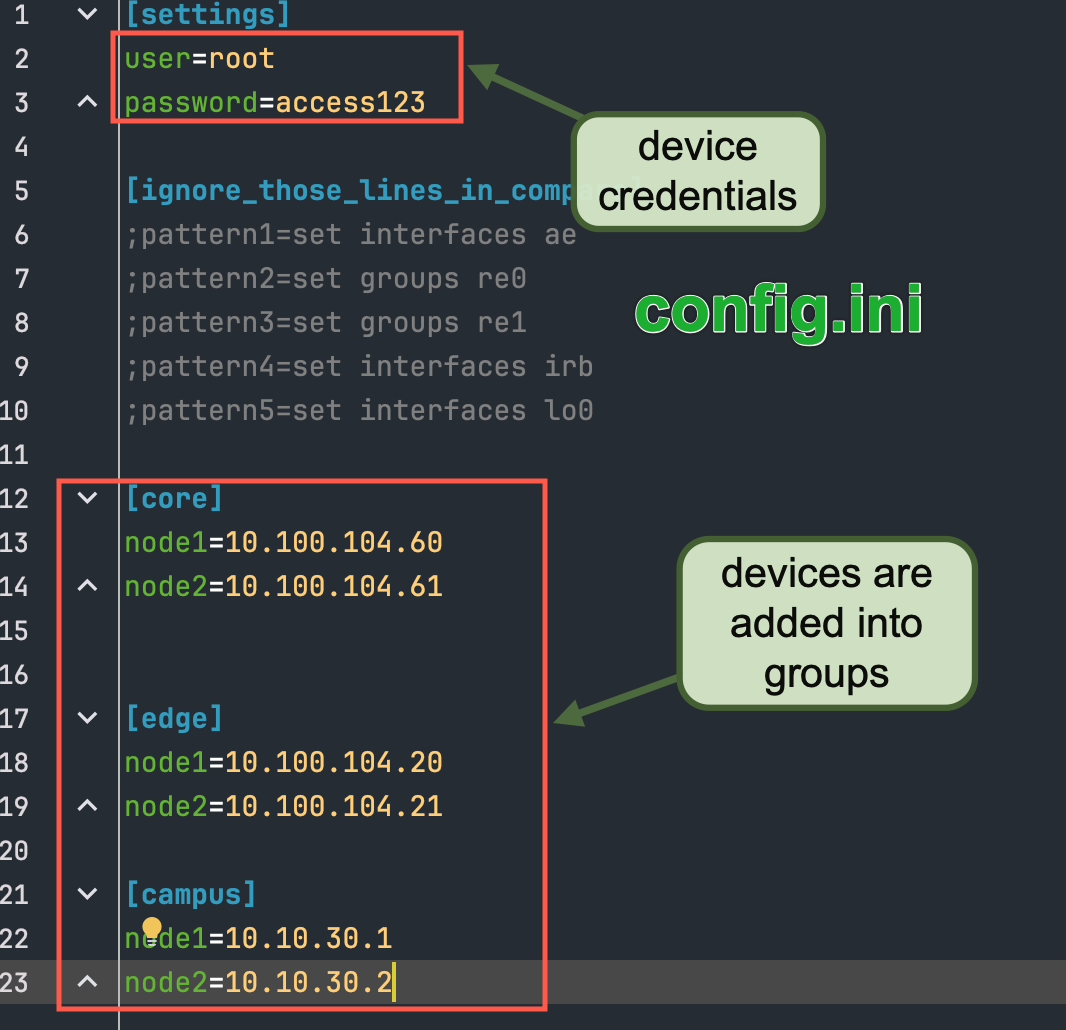 1 [settings]
2 user=root
3 password=access123
device
credentials
4
5 [ignore_those_lines_in_comp
6 ;pattern1=set interfaces ae
7 ;pattern2=set groups re0
config.ini
8 ;pattern3=set groups re1
9 ;pattern4=set interfaces irb
10 ;pattern5=set interfaces lo0
11
12 [core]
13 node1=10.100.104.60
14 node2=10.100.104.61
devices are
added into
groups
15
16
17 [edge]
18 node1=10.100.104.20
19 node2=10.100.104.21
20
21 [campus]
22 node1=10.10.30.1
23 node2=10.10.30.2